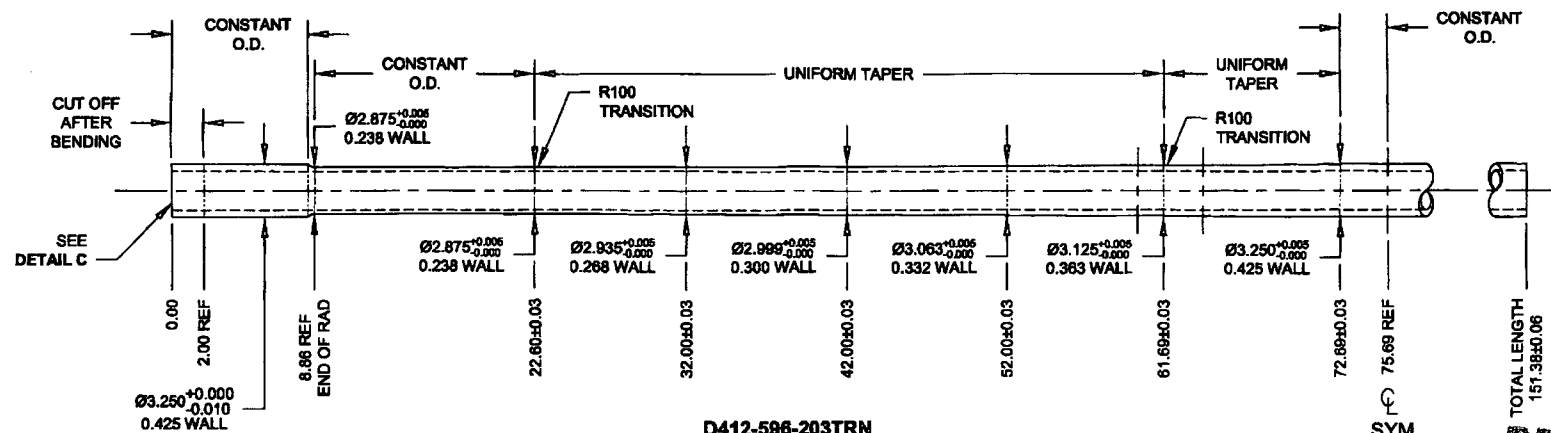 CONSTANT
O.D.
CONSTANT
O.D.
CONSTANT
O.D.
UNIFORM TAPER
UNIFORM
TAPER
CUT OFF
AFTER
BENDING
R100
TRANSITION
R100
TRANSITION
Ø2.875+0.005
-0.000
0.238 WALL
SEE
DETAIL C
Ø2.875+0.005
-0.000
0.238 WALL
Ø2.935+0.005
-0.000
0.268 WALL
Ø2.999+0.005
-0.000
0.300 WALL
Ø3.063+0.005
-0.000
0.332 WALL
Ø3.125+0.005
-0.000
0.363 WALL
Ø3.250+0.005
-0.000
0.425 WALL
0.00
2.00 REF
8.86 REF
END OF RAD
22.60±0.03
32.00±0.03
42.00±0.03
52.00±0.03
61.69±0.03
72.69±0.03
75.69 REF
TOTAL LENGTH
151.38±0.06
Ø3.250+0.000
-0.010
0.425 WALL
℄
SYM
D412-596-203TRN